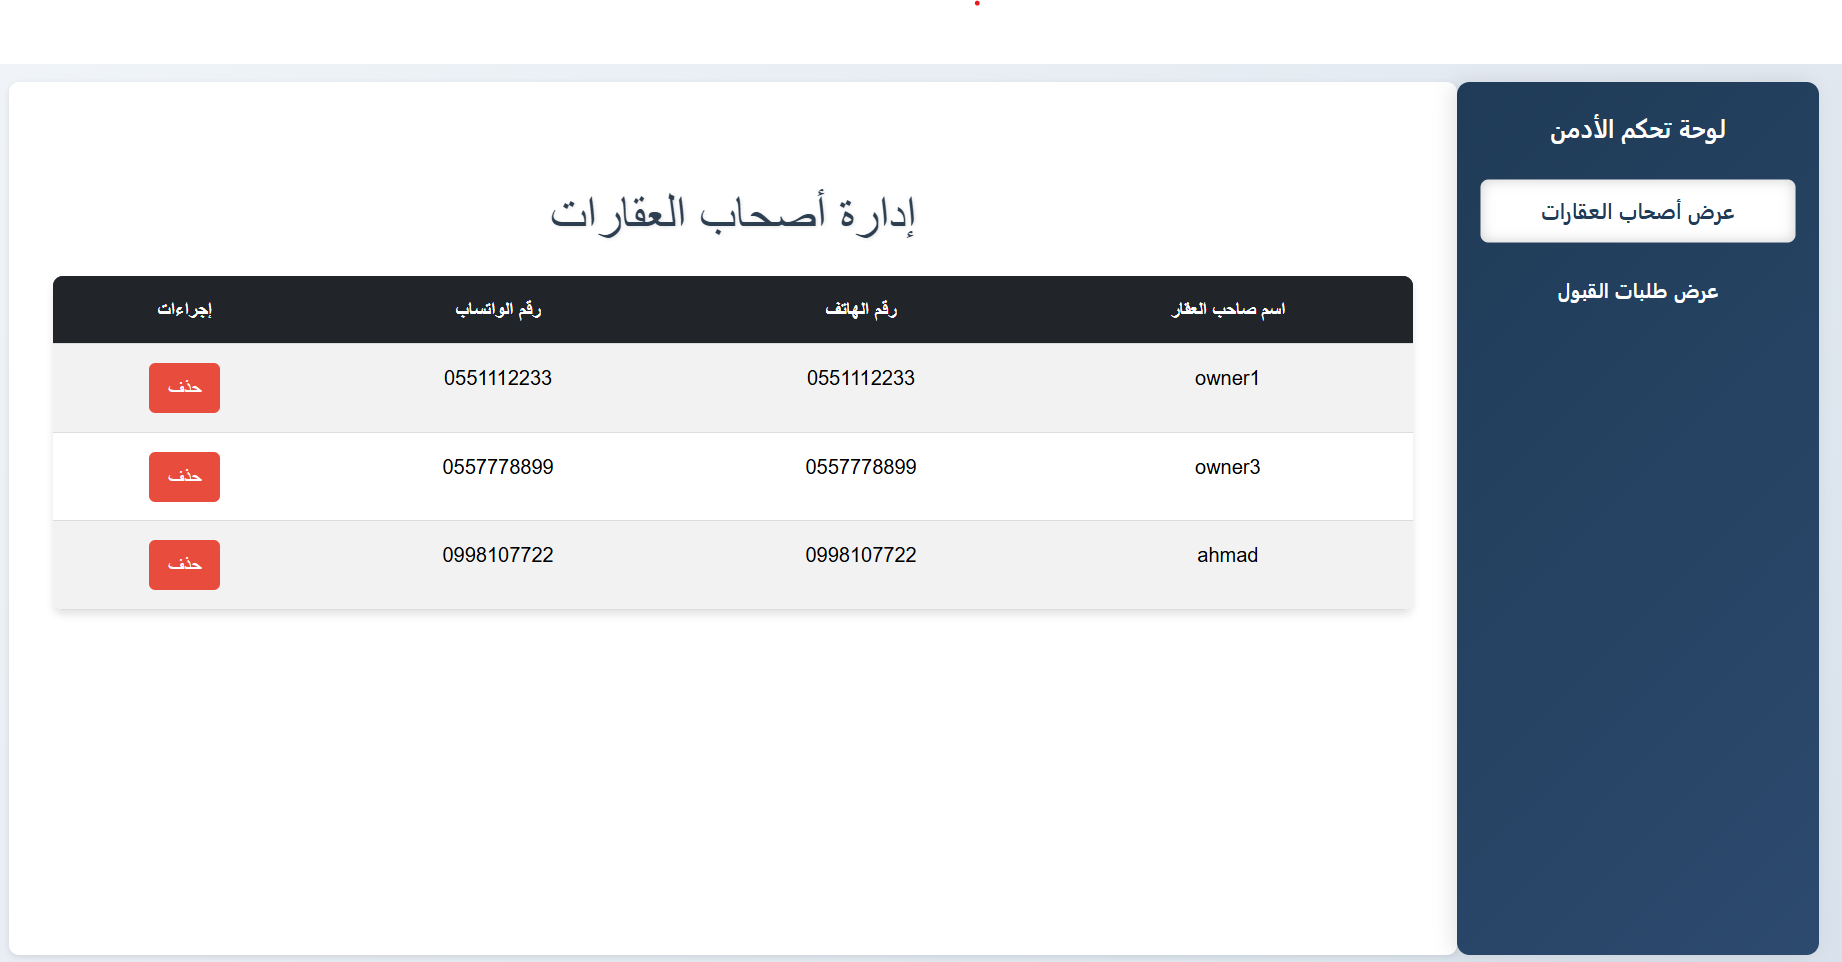 لوحة تحكم الأدمن
عرض أصحاب العقارات
عرض طلبات القبول
إدارة أصحاب العقارات
اسم صاحب العقار رقم الهاتف رقم الواتساب إجراءات
owner1 0551112233 0551112233 حذف
owner3 0557778899 0557778899 حذف
ahmad 0998107722 0998107722 حذف